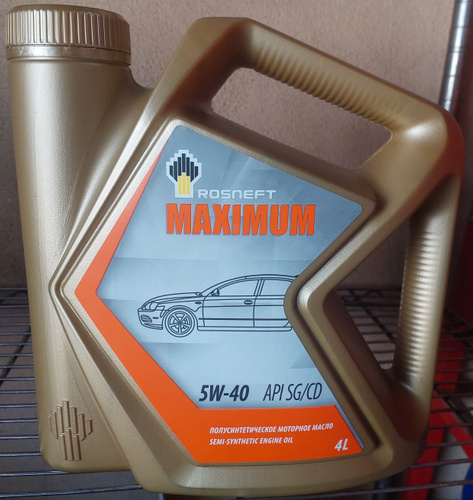 ROSNEFT
MAXIMUM
5W-40 API SG/CD
ПОЛУСИНТЕТИЧЕСКОЕ МОТОРНОЕ МАСЛО
SEMI-SYNTHETIC ENGINE OIL
4L